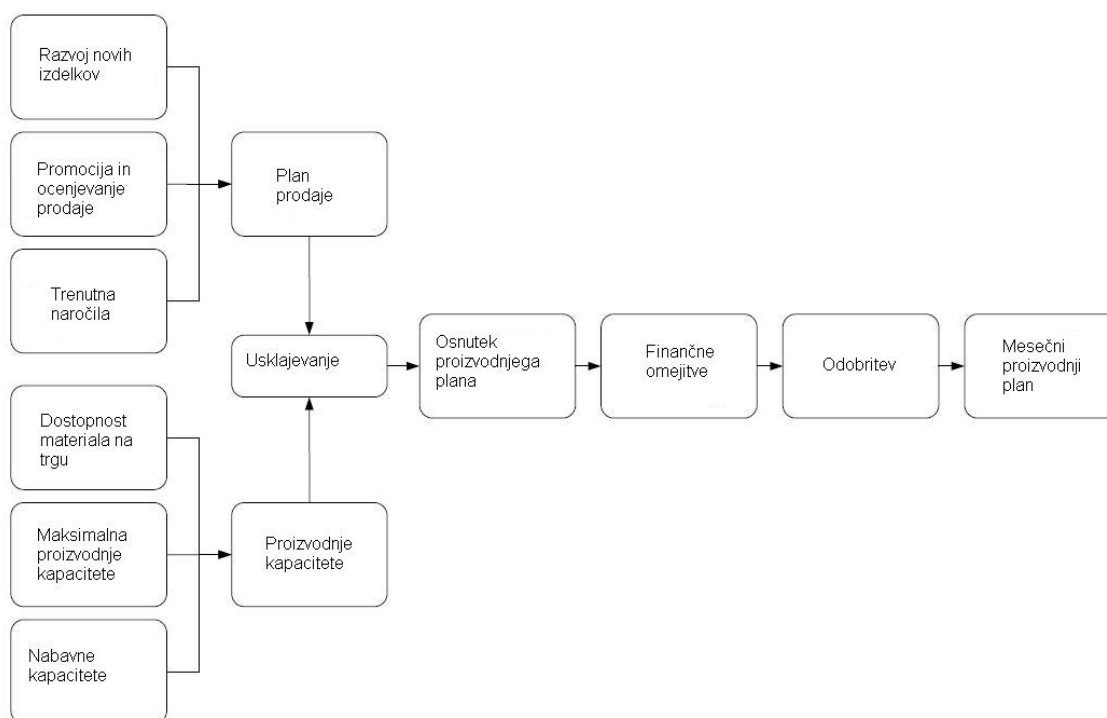 Razvoj novih
izdelkov
Promocija in
ocenjevanje
prodaje
Trenutna
naročila
Plan
prodaje
Usklajevanje
Osnutek
proizvodnjega
plana
Finančne
omejitve
Odobritev
Mesečni
proizvodnji
plan
Dostopnost
materiala na
trgu
Maksimalna
proizvodnje
kapacitete
Proizvodnje
kapacitete
Nabavne
kapacitete